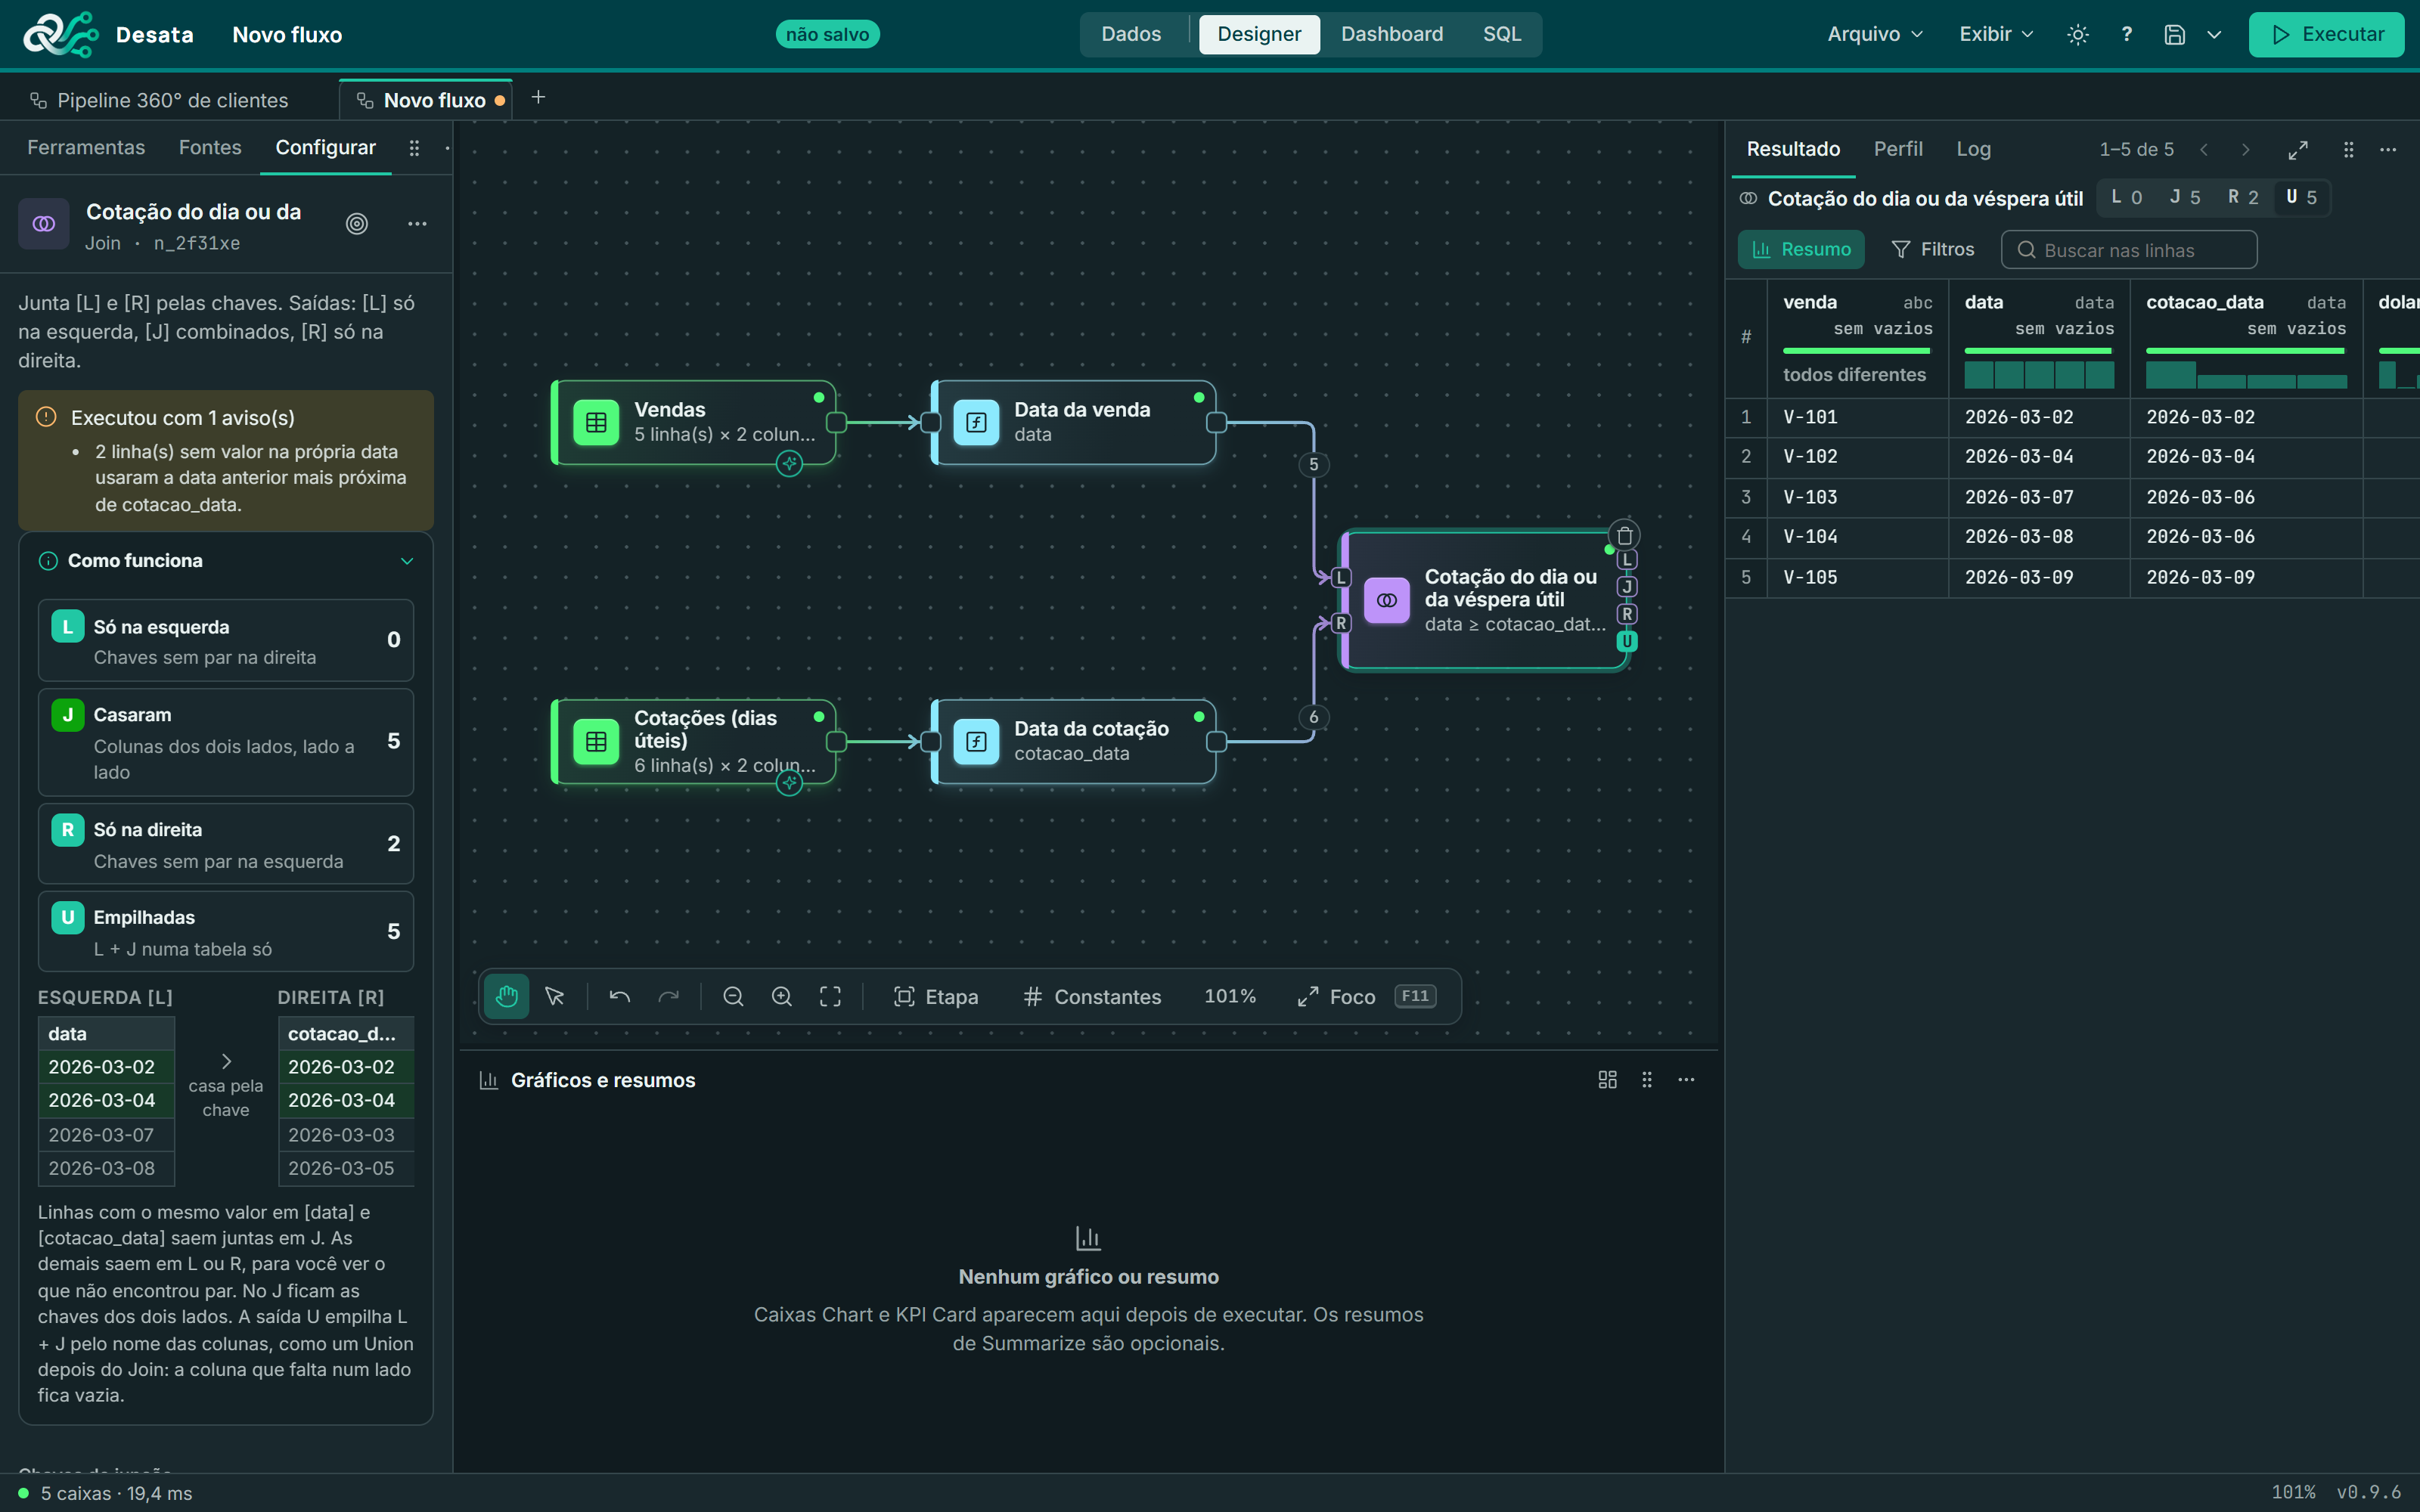 Desata
Novo fluxo
não salvo
Dados
Designer
Dashboard
SQL
Arquivo
Exibir
?
Executar
Pipeline 360° de clientes
Novo fluxo
+
Ferramentas
Fontes
Configurar
Cotação do dia ou da
Join · n_2f31xe
Junta [L] e [R] pelas chaves. Saídas: [L] só
na esquerda, [J] combinados, [R] só na
direita.
Executou com 1 aviso(s)
• 2 linha(s) sem valor na própria data
usaram a data anterior mais próxima
de cotacao_data.
Como funciona
L Só na esquerda
Chaves sem par na direita
0
J Casaram
Colunas dos dois lados, lado a
lado
5
R Só na direita
Chaves sem par na esquerda
2
U Empilhadas
L + J numa tabela só
5
ESQUERDA [L]
data
2026-03-02
2026-03-04
2026-03-07
2026-03-08
casa pela
chave
DIREITA [R]
cotacao_d...
2026-03-02
2026-03-04
2026-03-03
2026-03-05
Linhas com o mesmo valor em [data] e
[cotacao_data] saem juntas em J. As
demais saem em L ou R, para você ver o
que não encontrou par. No J ficam as
chaves dos dois lados. A saída U empilha L
+ J pelo nome das colunas, como um Union
depois do Join: a coluna que falta num lado
fica vazia.
Vendas
5 linha(s) × 2 colun...
Data da venda
data
5
Cotações (dias
úteis)
6 linha(s) × 2 colun...
Data da cotação
cotacao_data
6
L
R
Cotação do dia ou
da véspera útil
data ≥ cotacao_dat...
L
J
R
U
Etapa
Constantes
101%
Foco
F11
Gráficos e resumos
Nenhum gráfico ou resumo
Caixas Chart e KPI Card aparecem aqui depois de executar. Os resumos
de Summarize são opcionais.
Resultado
Perfil
Log
1–5 de 5
Cotação do dia ou da véspera útil
L 0
J 5
R 2
U 5
Resumo
Filtros
Buscar nas linhas
#
venda abc
sem vazios
todos diferentes
data data
sem vazios
cotacao_data data
sem vazios
dolar
1 V-101 2026-03-02 2026-03-02
2 V-102 2026-03-04 2026-03-04
3 V-103 2026-03-07 2026-03-06
4 V-104 2026-03-08 2026-03-06
5 V-105 2026-03-09 2026-03-09
5 caixas · 19,4 ms
101%
v0.9.6